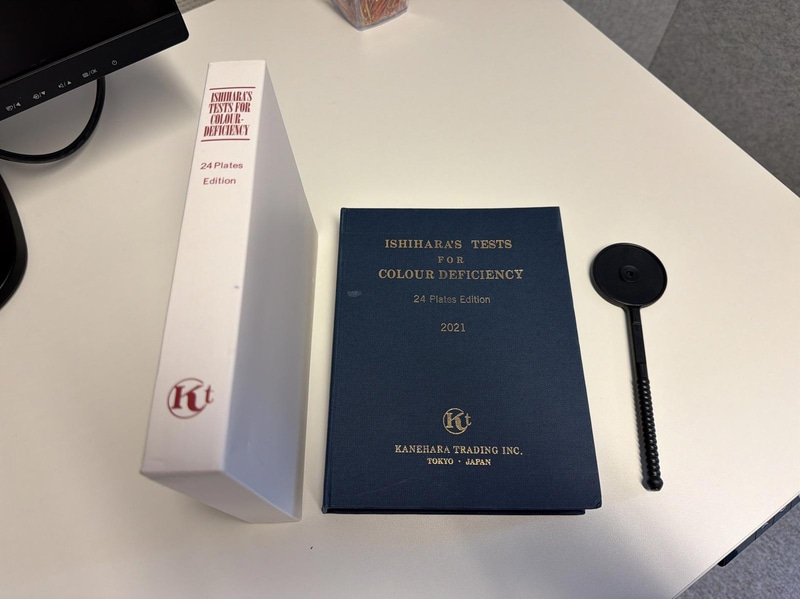 ISHIHARA'S
TESTS FOR
COLOUR-
DEFICIENCY
24 Plates
Edition
Kt
ISHIHARA'S TESTS
FOR
COLOUR DEFICIENCY
24 Plates Edition
2021
Kt
KANEHARA TRADING INC.
TOKYO · JAPAN